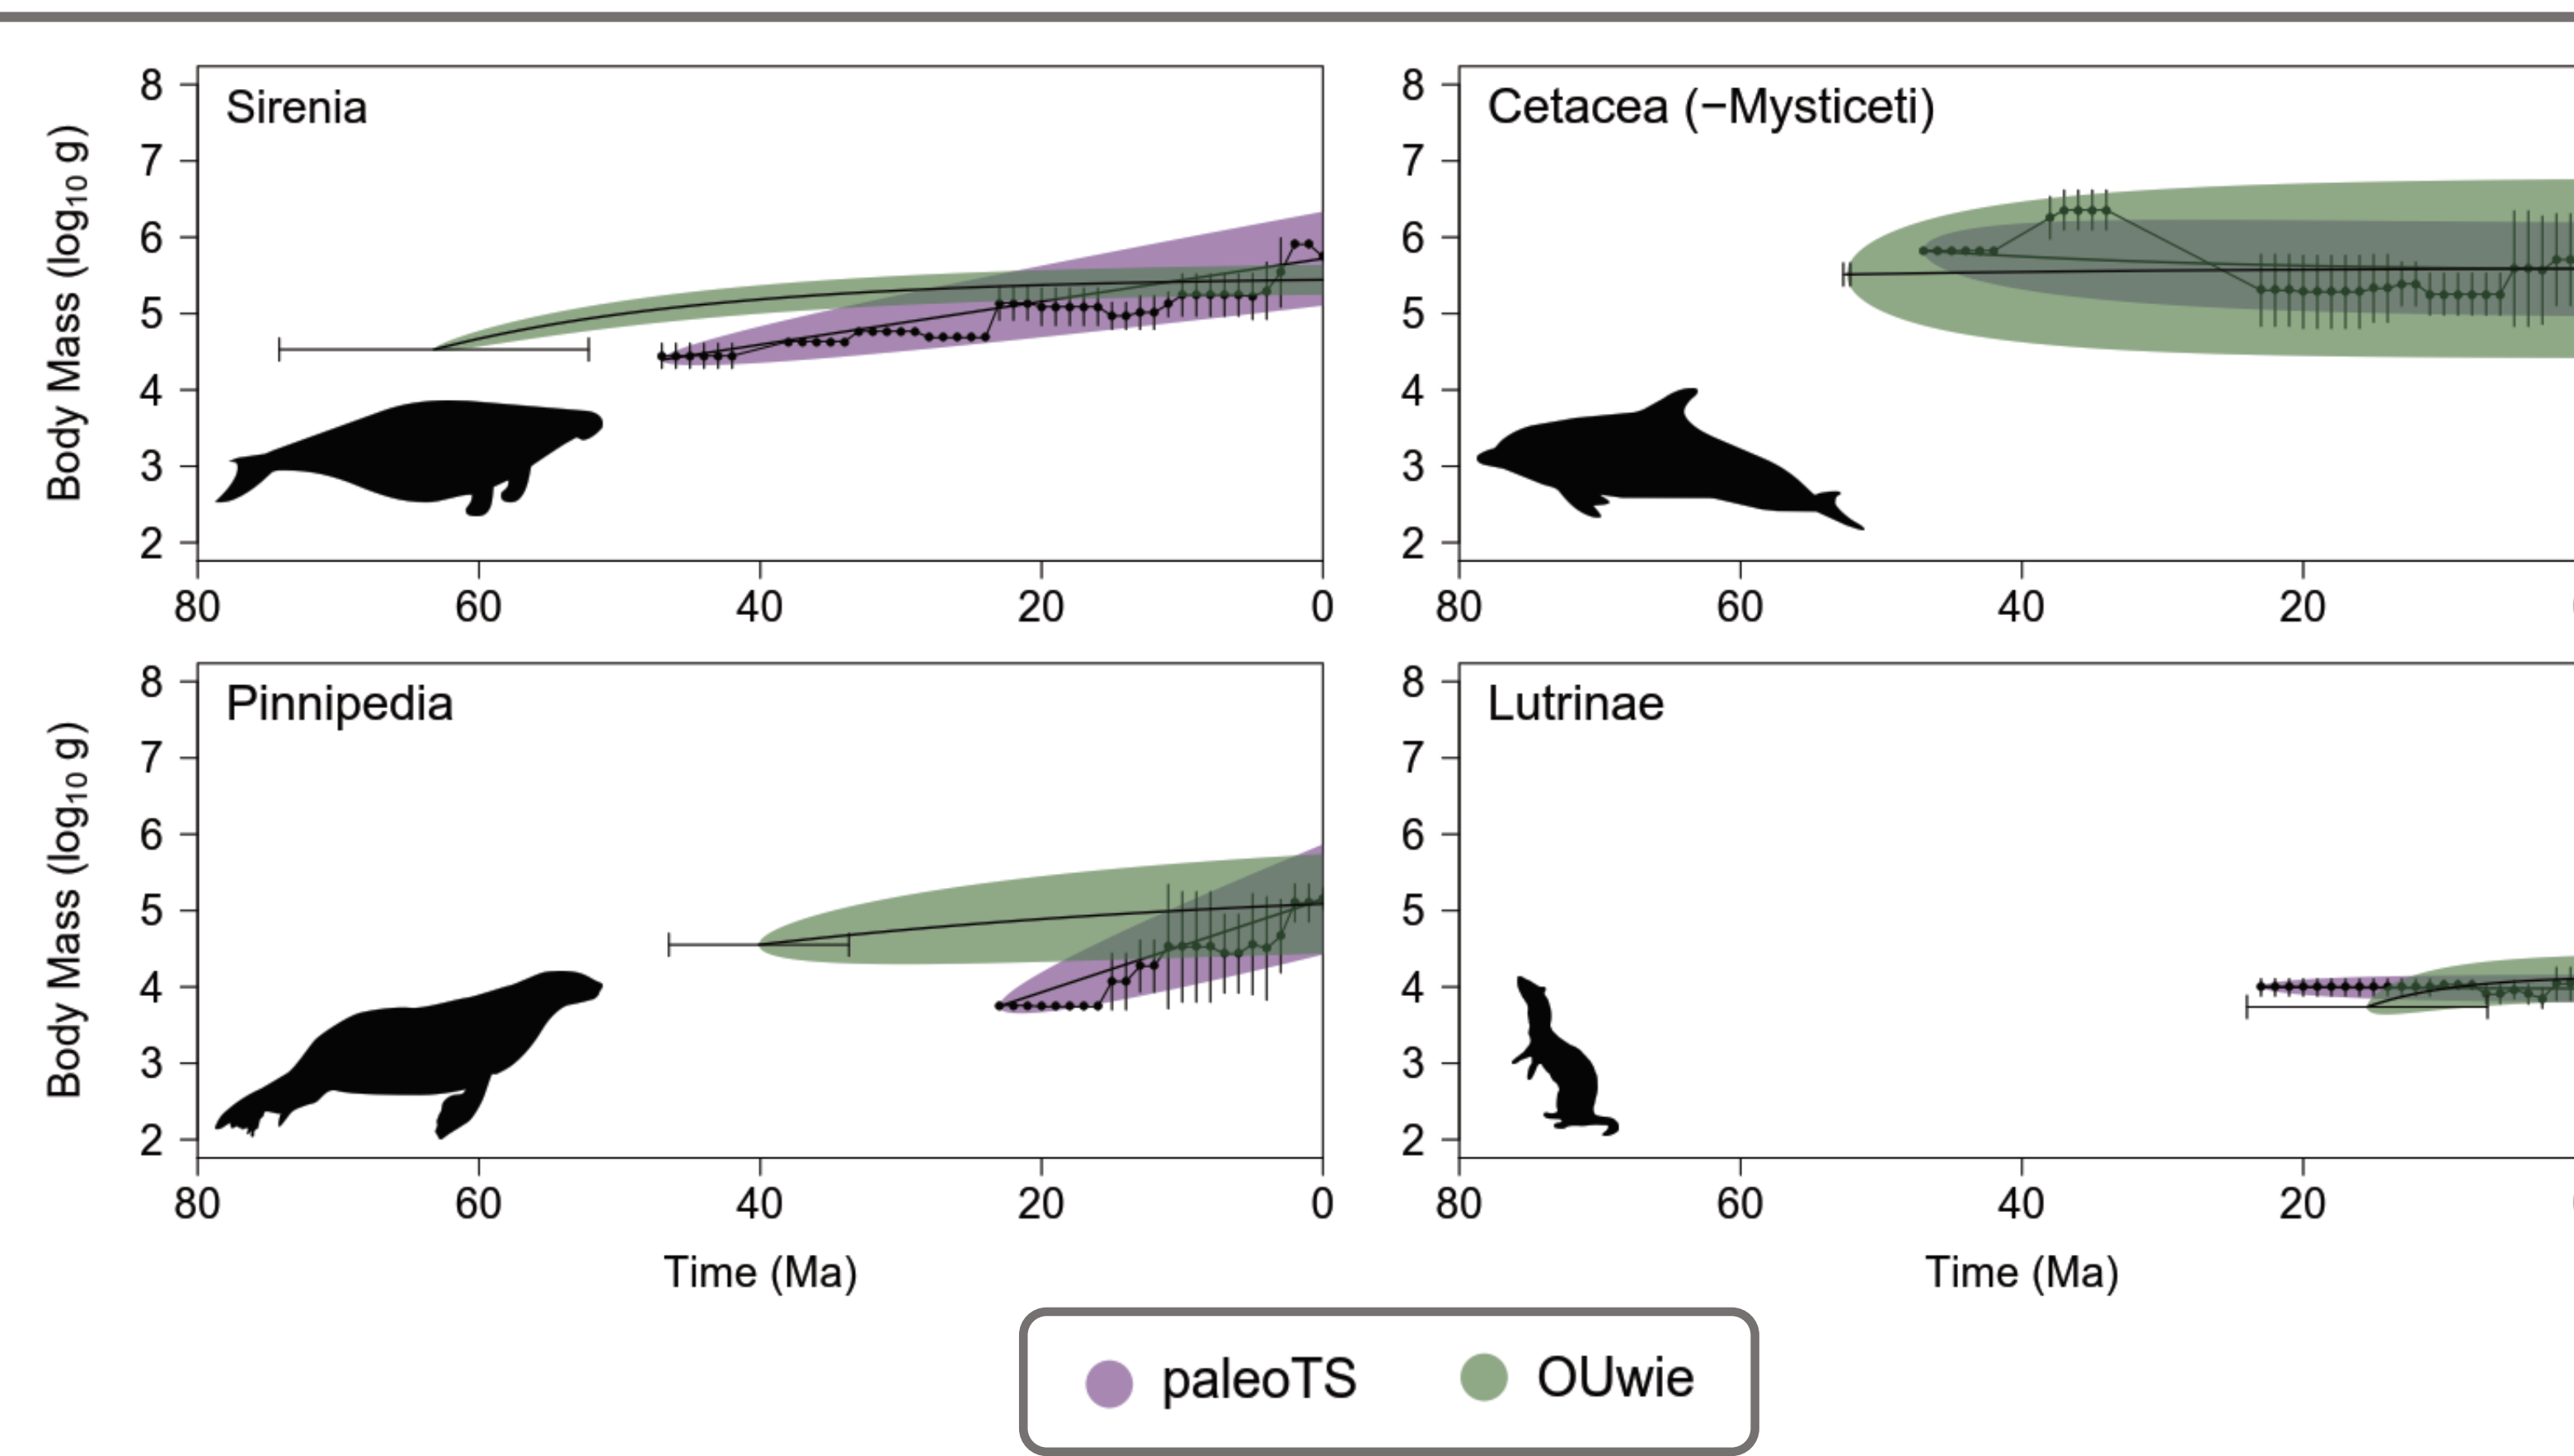 Sirenia
Body Mass (log10 g)
8
7
6
5
4
3
2
80 60 40 20 0
Cetacea (−Mysticeti)
8
7
6
5
4
3
2
80 60 40 20
Pinnipedia
Body Mass (log10 g)
8
7
6
5
4
3
2
80 60 40 20 0
Time (Ma)
Lutrinae
8
7
6
5
4
3
2
80 60 40 20
Time (Ma)
paleoTS OUwie